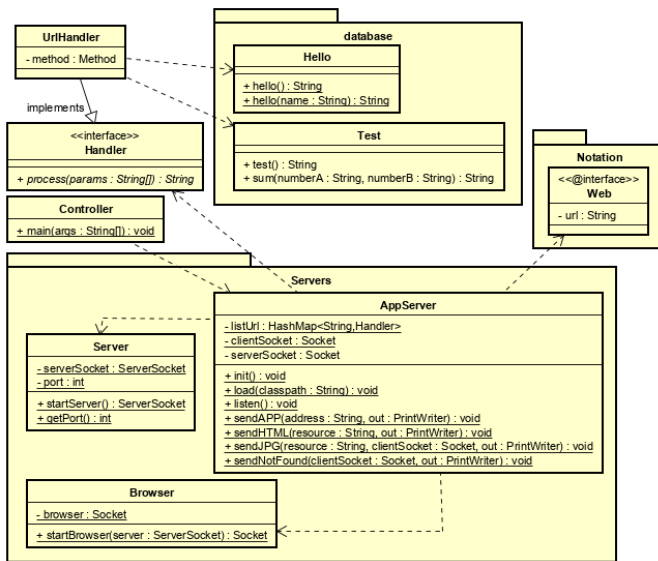 UrlHandler
- method : Method
implements
<<interface>>
Handler
+ process(params : String[]) : String
Controller
+ main(args : String[]) : void
database
Hello
+ hello() : String
+ hello(name : String) : String
Test
+ test() : String
+ sum(numberA : String, numberB : String) : String
Notation
<<@interface>>
Web
- url : String
Servers
AppServer
- listUrl : HashMap<String,Handler>
- clientSocket : Socket
- serverSocket : Socket
+ init() : void
+ load(classpath : String) : void
+ listen() : void
+ sendAPP(address : String, out : PrintWriter) : void
+ sendHTML(resource : String, out : PrintWriter) : void
+ sendJPG(resource : String, clientSocket : Socket, out : PrintWriter) : void
+ sendNotFound(clientSocket : Socket, out : PrintWriter) : void
Server
- serverSocket : ServerSocket
- port : int
+ startServer() : ServerSocket
+ getPort() : int
Browser
- browser : Socket
+ startBrowser(server : ServerSocket) : Socket